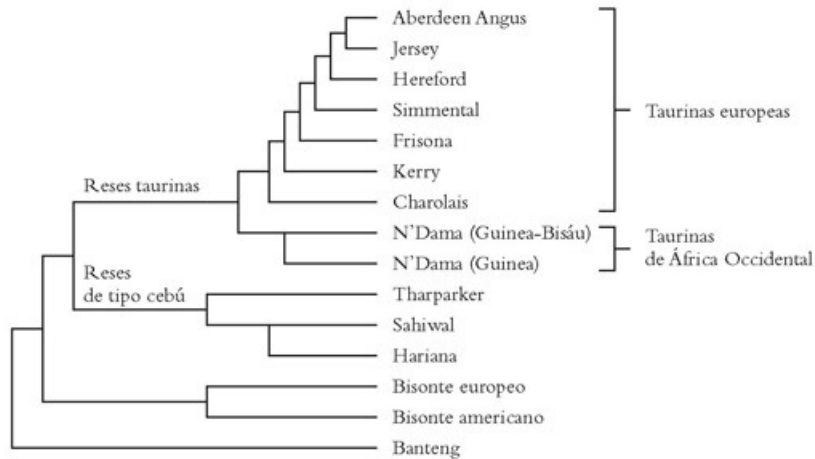 Aberdeen Angus
Jersey
Hereford
Simmental
Taurinas europeas
Frisona
Kerry
Reses taurinas
Charolais
N’Dama (Guinea-Bisáu)
Taurinas
de África Occidental
N’Dama (Guinea)
Reses
de tipo cebú
Tharparker
Sahiwal
Hariana
Bisonte europeo
Bisonte americano
Banteng